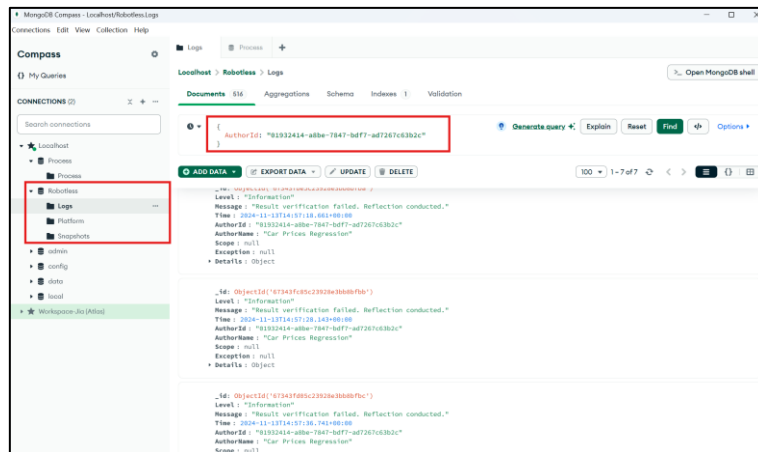 MongoDB Compass - Localhost/Robotless.Logs
Connections Edit View Collection Help
Compass
{} My Queries
CONNECTIONS (2)
Search connections
Localhost
Process
Process
Robotless
Logs
Platform
Snapshots
admin
config
data
local
Workspace-Jia (Atlas)
Logs
Process
Localhost > Robotless > Logs
>_ Open MongoDB shell
Documents 516 Aggregations Schema Indexes 1 Validation
{
AuthorId: "01932414-a8be-7847-bdf7-ad7267c63b2c"
}
Generate query Explain Reset Find </> Options
ADD DATA EXPORT DATA UPDATE DELETE
100 1-7 of 7
Level : "Information"
Message : "Result verification failed. Reflection conducted."
Time : 2024-11-13T14:57:18.661+00:00
AuthorId : "01932414-a8be-7847-bdf7-ad7267c63b2c"
AuthorName : "Car Prices Regression"
Scope : null
Exception : null
Details : Object
_id: ObjectId('67343fc85c23928e3bb8bfbb')
Level : "Information"
Message : "Result verification failed. Reflection conducted."
Time : 2024-11-13T14:57:28.143+00:00
AuthorId : "01932414-a8be-7847-bdf7-ad7267c63b2c"
AuthorName : "Car Prices Regression"
Scope : null
Exception : null
Details : Object
_id: ObjectId('67343fd85c23928e3bb8bfbc')
Level : "Information"
Message : "Result verification failed. Reflection conducted."
Time : 2024-11-13T14:57:36.741+00:00
AuthorId : "01932414-a8be-7847-bdf7-ad7267c63b2c"
AuthorName : "Car Prices Regression"
Scope : null